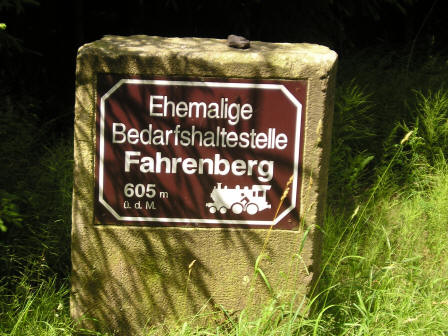 Ehemalige
Bedarfshaltestelle
Fahrenberg
605 m
ü. d. M.